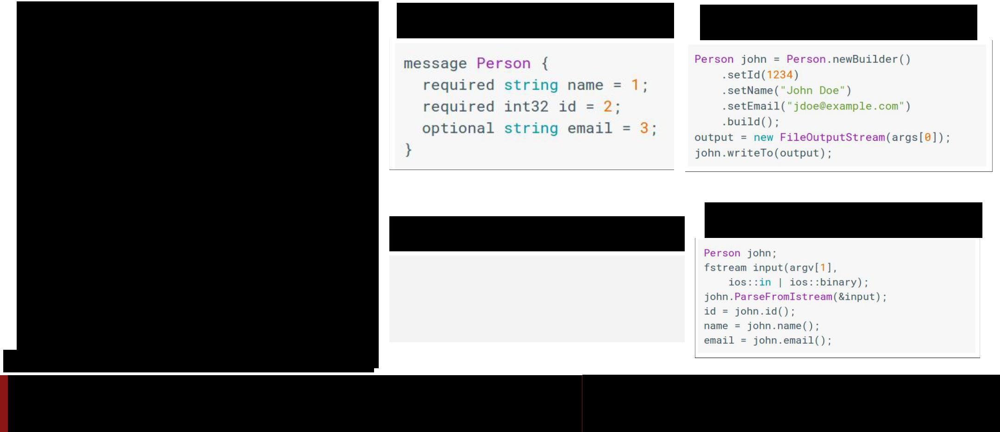 message Person {
  required string name = 1;
  required int32 id = 2;
  optional string email = 3;
}
Person john = Person.newBuilder()
    .setId(1234)
    .setName("John Doe")
    .setEmail("jdoe@example.com")
    .build();
output = new FileOutputStream(args[0]);
john.writeTo(output);
Person john;
fstream input(argv[1],
    ios::in | ios::binary);
john.ParseFromIstream(&input);
id = john.id();
name = john.name();
email = john.email();